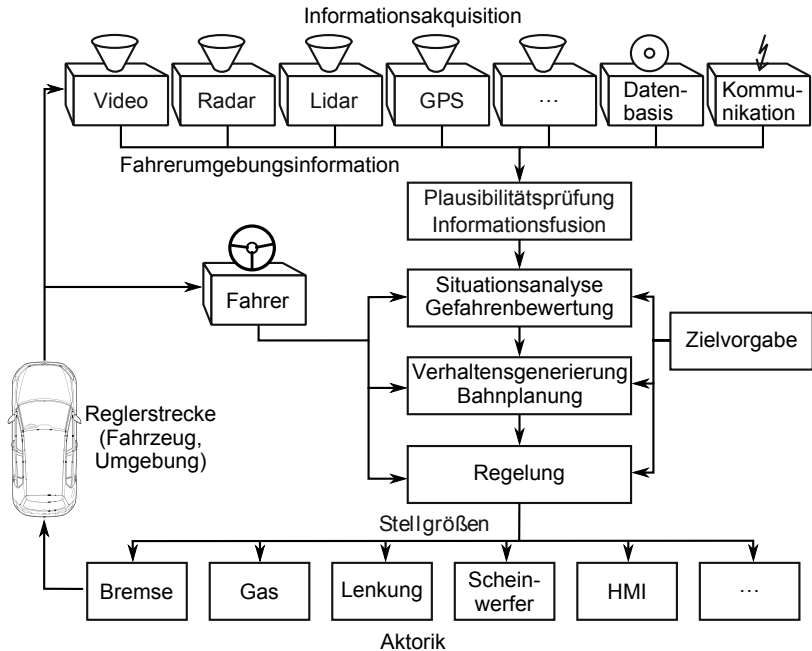 Informationsakquisition
Video
Radar
Lidar
GPS
...
Daten-
basis
Kommu-
nikation
Fahrerumgebungsinformation
Plausibilitätsprüfung
Informationsfusion
Fahrer
Situationsanalyse
Gefahrenbewertung
Zielvorgabe
Verhaltensgenerierung
Bahnplanung
Reglerstrecke
(Fahrzeug,
Umgebung)
Regelung
Stellgrößen
Bremse
Gas
Lenkung
Schein-
werfer
HMI
...
Aktorik